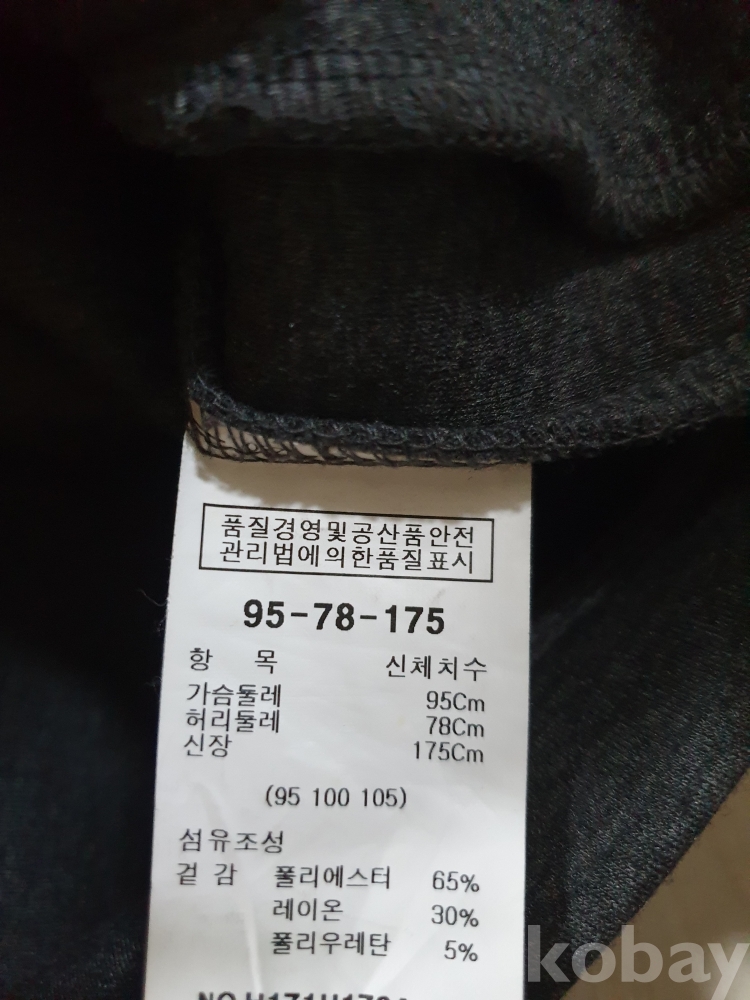 품질경영및공산품안전
관리법에의한품질표시
95-78-175
항 목 신체치수
가슴둘레 95Cm
허리둘레 78Cm
신장 175Cm
(95 100 105)
섬유조성
겉 감 폴리에스터 65%
레이온 30%
폴리우레탄 5%
kobay